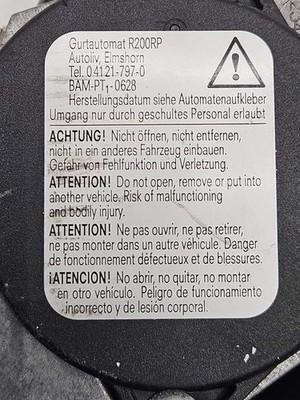 Gurtautomat R200RP
Autoliv, Elmshorn
Tel. 04121-797-0
BAM-PT₁-0628
Herstellungsdatum siehe Automatenaufkleber
Umgang nur durch geschultes Personal erlaubt
ACHTUNG! Nicht öffnen, nicht entfernen,
nicht in ein anderes Fahrzeug einbauen.
Gefahr von Fehlfunktion und Verletzung.
ATTENTION! Do not open, remove or put into
another vehicle. Risk of malfunctioning
and bodily injury.
ATTENTION! Ne pas ouvrir, ne pas retirer,
ne pas monter dans un autre véhicule. Danger
de fonctionnement défectueux et de blessures.
¡ATENCION! No abrir, no quitar, no montar
en otro vehículo. Peligro de funcionamiento
incorrecto y de lesión corporal.